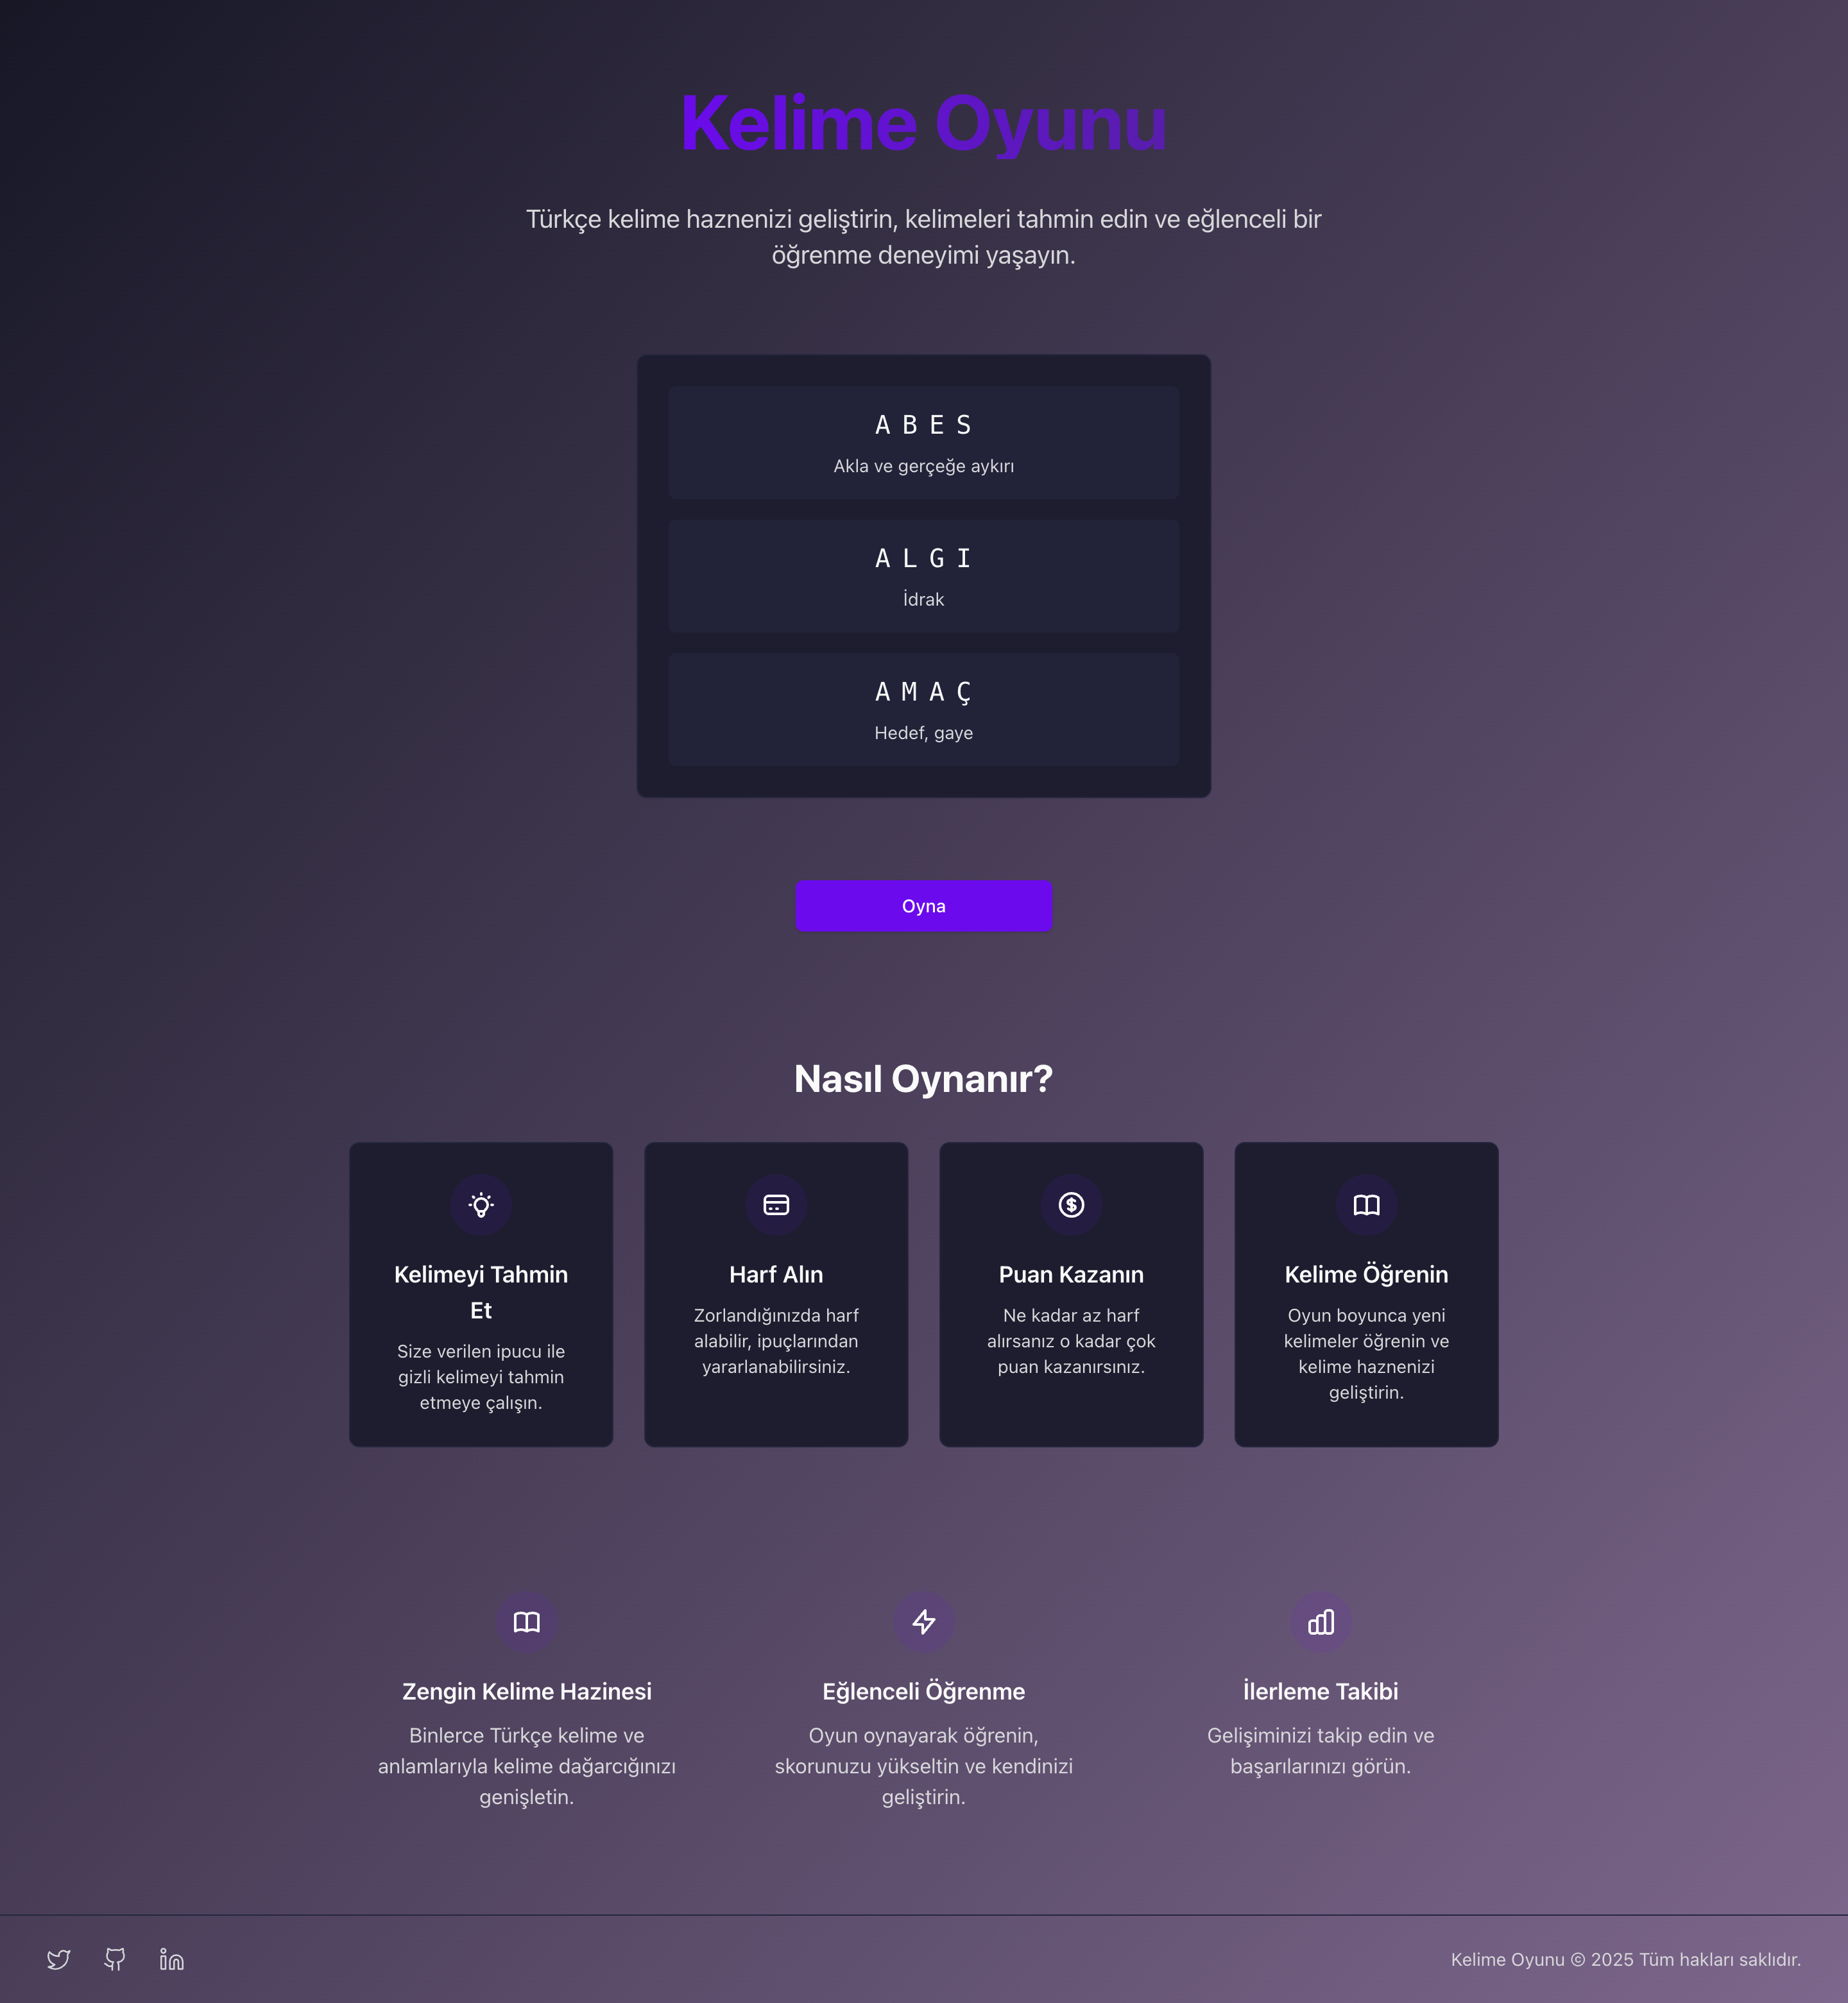 Kelime Oyunu
Türkçe kelime haznenizi geliştirin, kelimeleri tahmin edin ve eğlenceli bir
öğrenme deneyimi yaşayın.
A B E S
Akla ve gerçeğe aykırı
A L G I
İdrak
A M A Ç
Hedef, gaye
Oyna
Nasıl Oynanır?
Kelimeyi Tahmin
Et
Size verilen ipucu ile
gizli kelimeyi tahmin
etmeye çalışın.
Harf Alın
Zorlandığınızda harf
alabilir, ipuçlarından
yararlanabilirsiniz.
Puan Kazanın
Ne kadar az harf
alırsanız o kadar çok
puan kazanırsınız.
Kelime Öğrenin
Oyun boyunca yeni
kelimeler öğrenin ve
kelime haznenizi
geliştirin.
Zengin Kelime Hazinesi
Binlerce Türkçe kelime ve
anlamlarıyla kelime dağarcığınızı
genişletin.
Eğlenceli Öğrenme
Oyun oynayarak öğrenin,
skorunuzu yükseltin ve kendinizi
geliştirin.
İlerleme Takibi
Gelişiminizi takip edin ve
başarılarınızı görün.
Kelime Oyunu © 2025 Tüm hakları saklıdır.